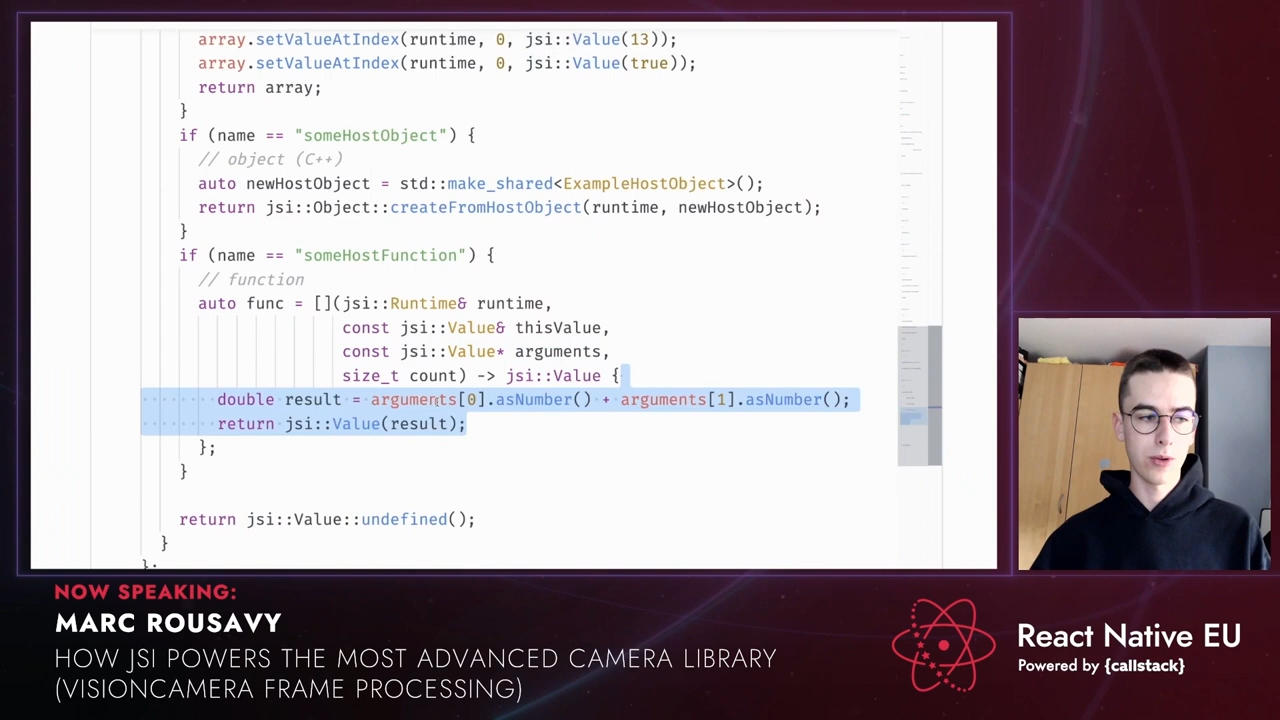 array.setValueAtIndex(runtime, 0, jsi::Value(13));
array.setValueAtIndex(runtime, 0, jsi::Value(true));
return array;
}
if (name == "someHostObject") {
// object (C++)
auto newHostObject = std::make_shared<ExampleHostObject>();
return jsi::Object::createFromHostObject(runtime, newHostObject);
}
if (name == "someHostFunction") {
// function
auto func = [](jsi::Runtime& runtime,
const jsi::Value& thisValue,
const jsi::Value* arguments,
size_t count) -> jsi::Value {
double result = arguments[0].asNumber() + arguments[1].asNumber();
return jsi::Value(result);
};
}
return jsi::Value::undefined();
}
};
NOW SPEAKING:
MARC ROUSAVY
HOW JSI POWERS THE MOST ADVANCED CAMERA LIBRARY
(VISIONCAMERA FRAME PROCESSING)
React Native EU
Powered by {callstack}